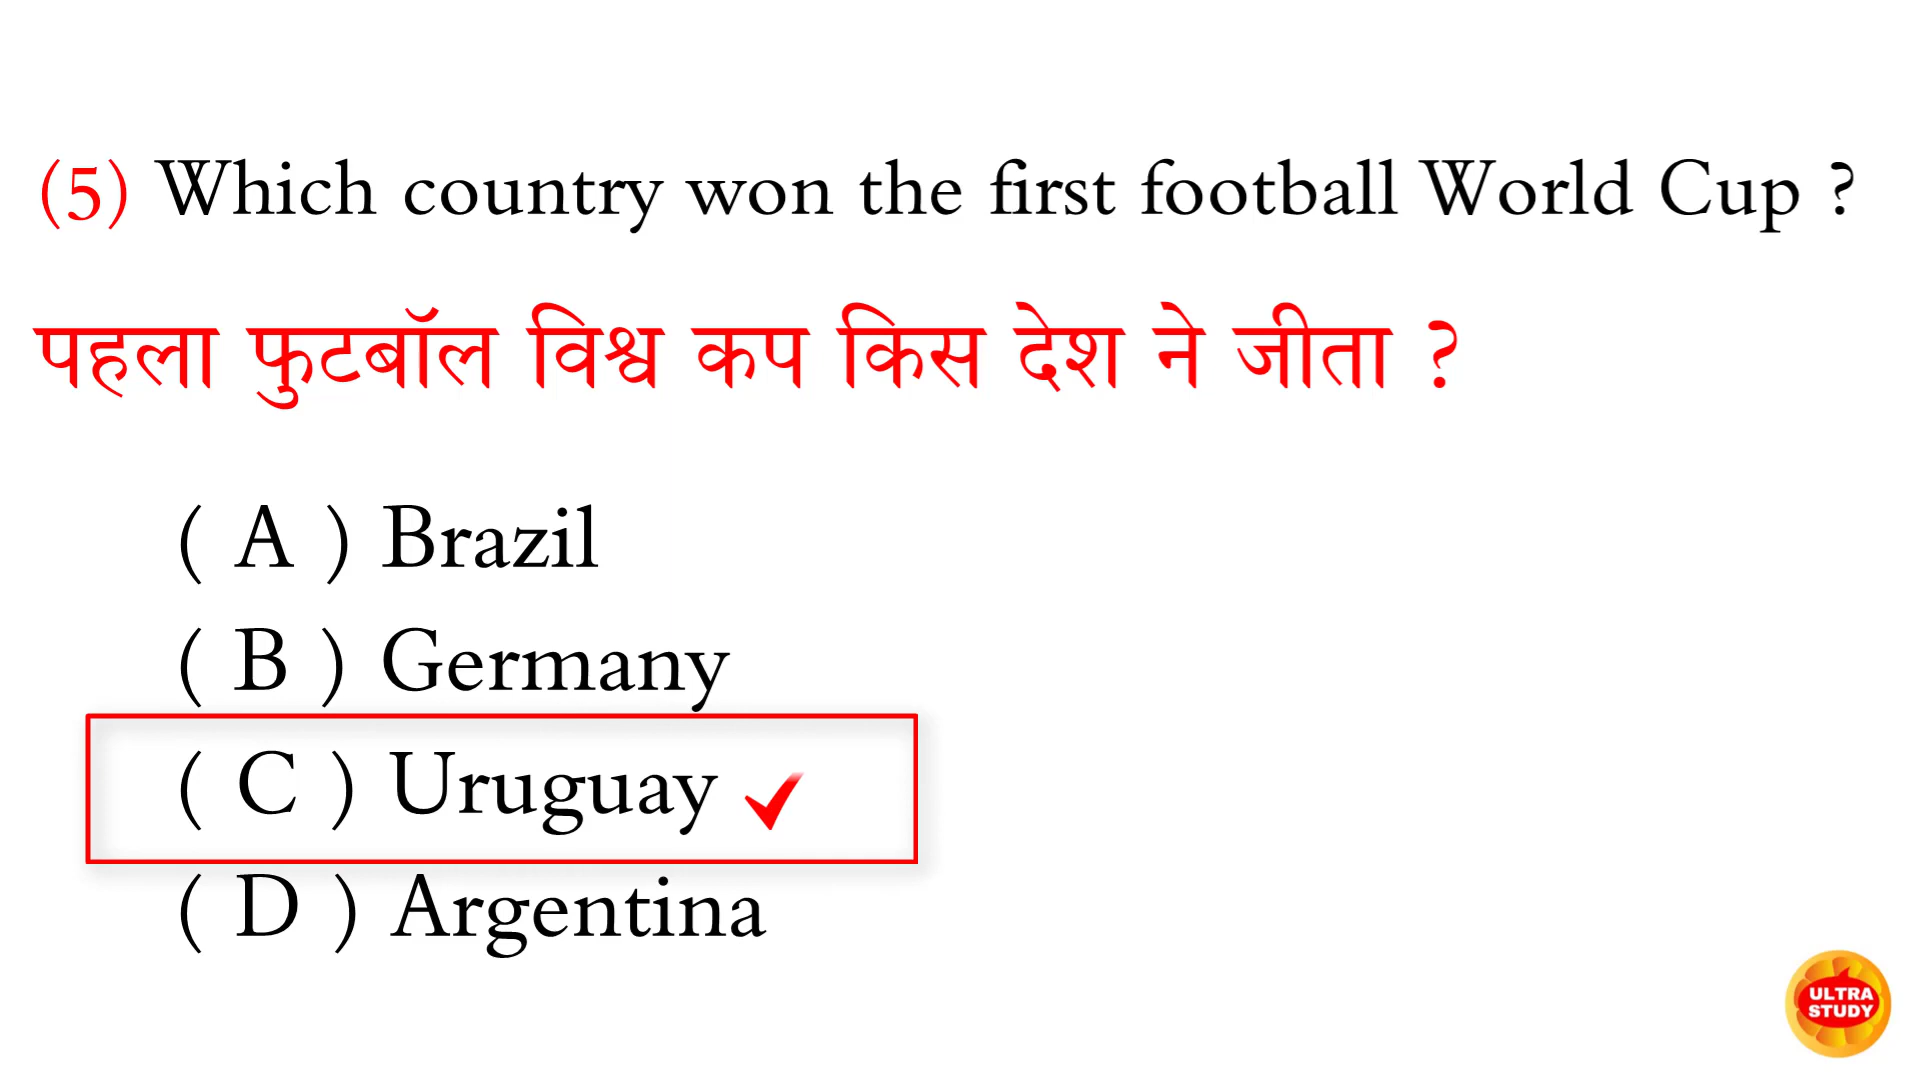 (5) Which country won the first football World Cup ?
पहला फुटबॉल विश्व कप किस देश ने जीता ?
( A ) Brazil
( B ) Germany
( C ) Uruguay ✓
( D ) Argentina
ULTRA
STUDY